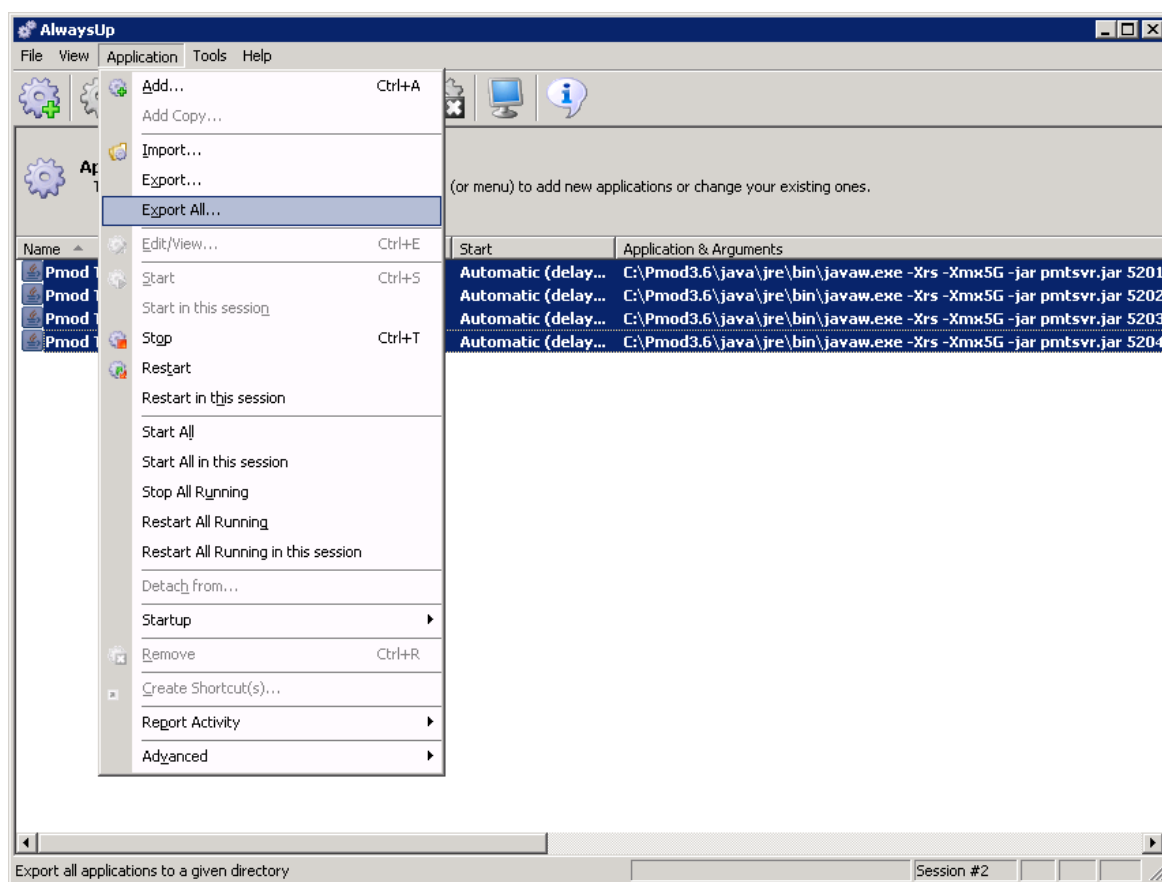 AlwaysUp
File View Application Tools Help
Add... Ctrl+A
Add Copy...
Import...
Export...
(or menu) to add new applications or change your existing ones.
Export All...
Name Edit/View... Ctrl+E Start Application & Arguments
Pmod Automatic (delay... C:\Pmod3.6\java\jre\bin\javaw.exe -Xrs -Xmx5G -jar pmtsvr.jar 5201
Start Ctrl+S
Pmod Automatic (delay... C:\Pmod3.6\java\jre\bin\javaw.exe -Xrs -Xmx5G -jar pmtsvr.jar 5202
Start in this session
Pmod Automatic (delay... C:\Pmod3.6\java\jre\bin\javaw.exe -Xrs -Xmx5G -jar pmtsvr.jar 5203
Stop Ctrl+T
Pmod Automatic (delay... C:\Pmod3.6\java\jre\bin\javaw.exe -Xrs -Xmx5G -jar pmtsvr.jar 5204
Restart
Restart in this session
Start All
Start All in this session
Stop All Running
Restart All Running
Restart All Running in this session
Detach from...
Startup
Remove Ctrl+R
Create Shortcut(s)...
Report Activity
Advanced
Export all applications to a given directory Session #2